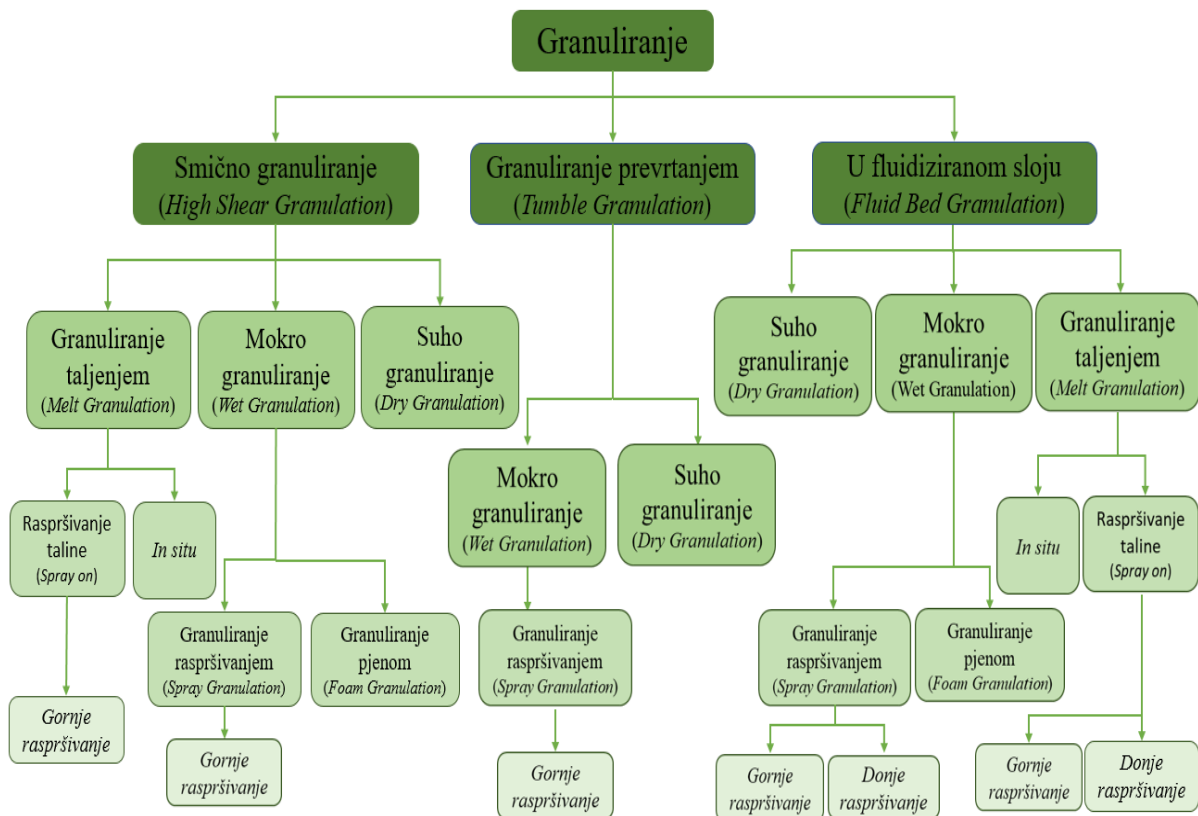 Granuliranje
Smično granuliranje
(High Shear Granulation)
Granuliranje prevrtanjem
(Tumble Granulation)
U fluidiziranom sloju
(Fluid Bed Granulation)
Granuliranje
taljenjem
(Melt Granulation)
Mokro
granuliranje
(Wet Granulation)
Suho
granuliranje
(Dry Granulation)
Suho
granuliranje
(Dry Granulation)
Mokro
granuliranje
(Wet Granulation)
Granuliranje
taljenjem
(Melt Granulation)
Mokro
granuliranje
(Wet Granulation)
Suho
granuliranje
(Dry Granulation)
Raspršivanje
taline
(Spray on)
In situ
In situ
Raspršivanje
taline
(Spray on)
Granuliranje
raspršivanjem
(Spray Granulation)
Granuliranje
pjenom
(Foam Granulation)
Granuliranje
raspršivanjem
(Spray Granulation)
Granuliranje
raspršivanjem
(Spray Granulation)
Granuliranje
pjenom
(Foam Granulation)
Gornje
raspršivanje
Gornje
raspršivanje
Gornje
raspršivanje
Gornje
raspršivanje
Donje
raspršivanje
Gornje
raspršivanje
Donje
raspršivanje